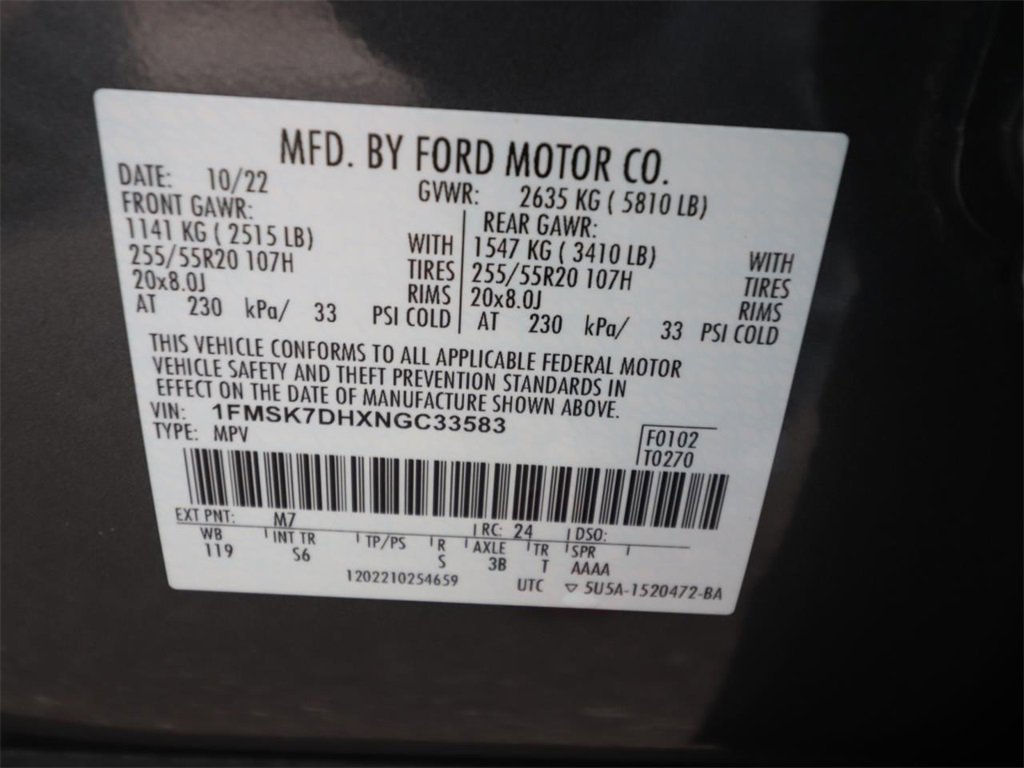 MFD. BY FORD MOTOR CO.
DATE: 10/22 GVWR: 2635 KG ( 5810 LB)
FRONT GAWR: REAR GAWR:
1141 KG ( 2515 LB) WITH 1547 KG ( 3410 LB) WITH
255/55R20 107H TIRES 255/55R20 107H TIRES
20x8.0J RIMS 20x8.0J RIMS
AT 230 kPa/ 33 PSI COLD AT 230 kPa/ 33 PSI COLD
THIS VEHICLE CONFORMS TO ALL APPLICABLE FEDERAL MOTOR
VEHICLE SAFETY AND THEFT PREVENTION STANDARDS IN
EFFECT ON THE DATE OF MANUFACTURE SHOWN ABOVE.
VIN: 1FMSK7DHXNGC33583
TYPE: MPV F0102
T0270
EXT PNT: M7 RC: 24 DSO:
WB INT TR TP/PS R AXLE TR SPR
119 S6 S 3B T AAAA
1202210254659 UTC ▽ 5U5A-1520472-BA